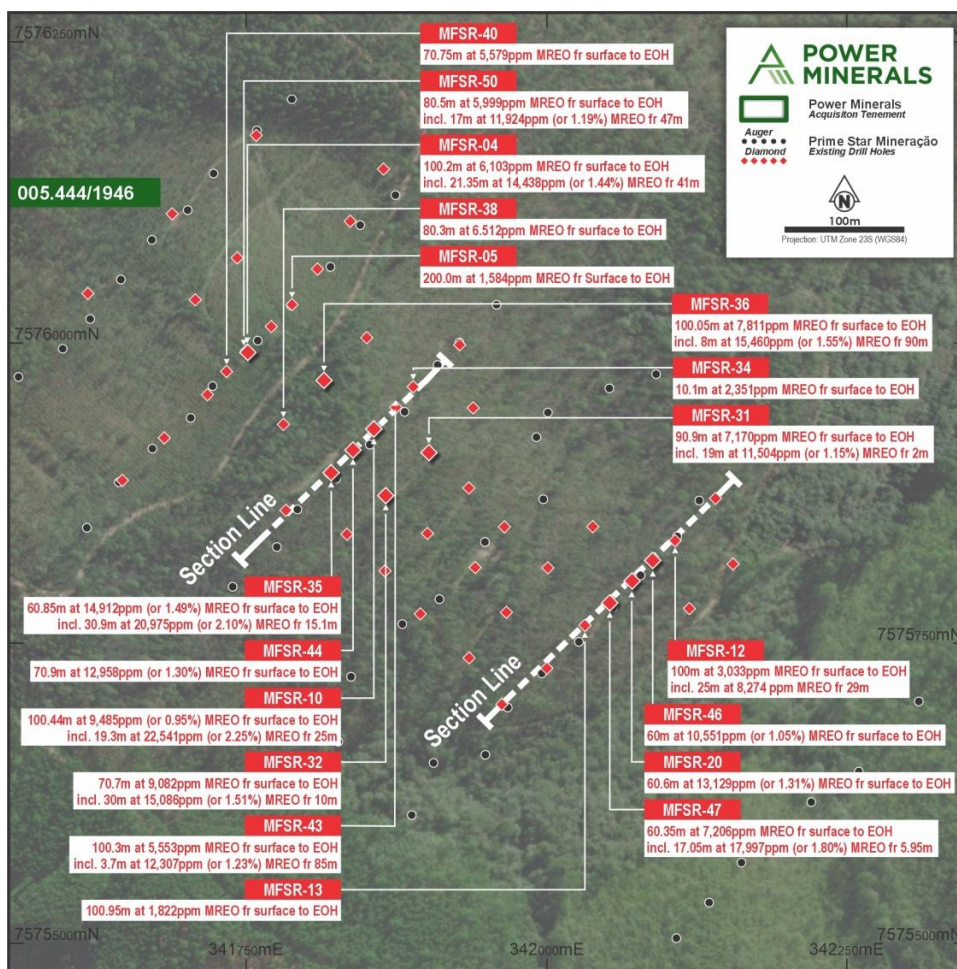 7576250mN
MFSR-40
70.75m at 5,579ppm MREO fr surface to EOH
MFSR-50
80.5m at 5,999ppm MREO fr surface to EOH
incl. 17m at 11,924ppm (or 1.19%) MREO fr 47m
MFSR-04
100.2m at 6,103ppm MREO fr surface to EOH
incl. 21.35m at 14,438ppm (or 1.44%) MREO fr 41m
MFSR-38
80.3m at 6.512ppm MREO fr surface to EOH
MFSR-05
200.0m at 1,584ppm MREO fr Surface to EOH
POWER
MINERALS
Power Minerals
Acquisiton Tenement
Auger
Diamond
Prime Star Mineração
Existing Drill Holes
N
100m
Projection: UTM Zone 23S (WGS84)
005.444/1946
7576000mN
MFSR-36
100.05m at 7,811ppm MREO fr surface to EOH
incl. 8m at 15,460ppm (or 1.55%) MREO fr 90m
MFSR-34
10.1m at 2,351ppm MREO fr surface to EOH
MFSR-31
90.9m at 7,170ppm MREO fr surface to EOH
incl. 19m at 11,504ppm (or 1.15%) MREO fr 2m
Section Line
Section Line
MFSR-35
60.85m at 14,912ppm (or 1.49%) MREO fr surface to EOH
incl. 30.9m at 20,975ppm (or 2.10%) MREO fr 15.1m
MFSR-44
70.9m at 12,958ppm (or 1.30%) MREO fr surface to EOH
MFSR-10
100.44m at 9,485ppm (or 0.95%) MREO fr surface to EOH
incl. 19.3m at 22,541ppm (or 2.25%) MREO fr 25m
MFSR-32
70.7m at 9,082ppm MREO fr surface to EOH
incl. 30m at 15,086ppm (or 1.51%) MREO fr 10m
MFSR-43
100.3m at 5,553ppm MREO fr surface to EOH
incl. 3.7m at 12,307ppm (or 1.23%) MREO fr 85m
MFSR-13
100.95m at 1,822ppm MREO fr surface to EOH
7575750mN
MFSR-12
100m at 3,033ppm MREO fr surface to EOH
incl. 25m at 8,274 ppm MREO fr 29m
MFSR-46
60m at 10,551ppm (or 1.05%) MREO fr surface to EOH
MFSR-20
60.6m at 13,129ppm (or 1.31%) MREO fr surface to EOH
MFSR-47
60.35m at 7,206ppm MREO fr surface to EOH
incl. 17.05m at 17,997ppm (or 1.80%) MREO fr 5.95m
7575500mN
341750mE
342000mE
342250mE
7575500mN